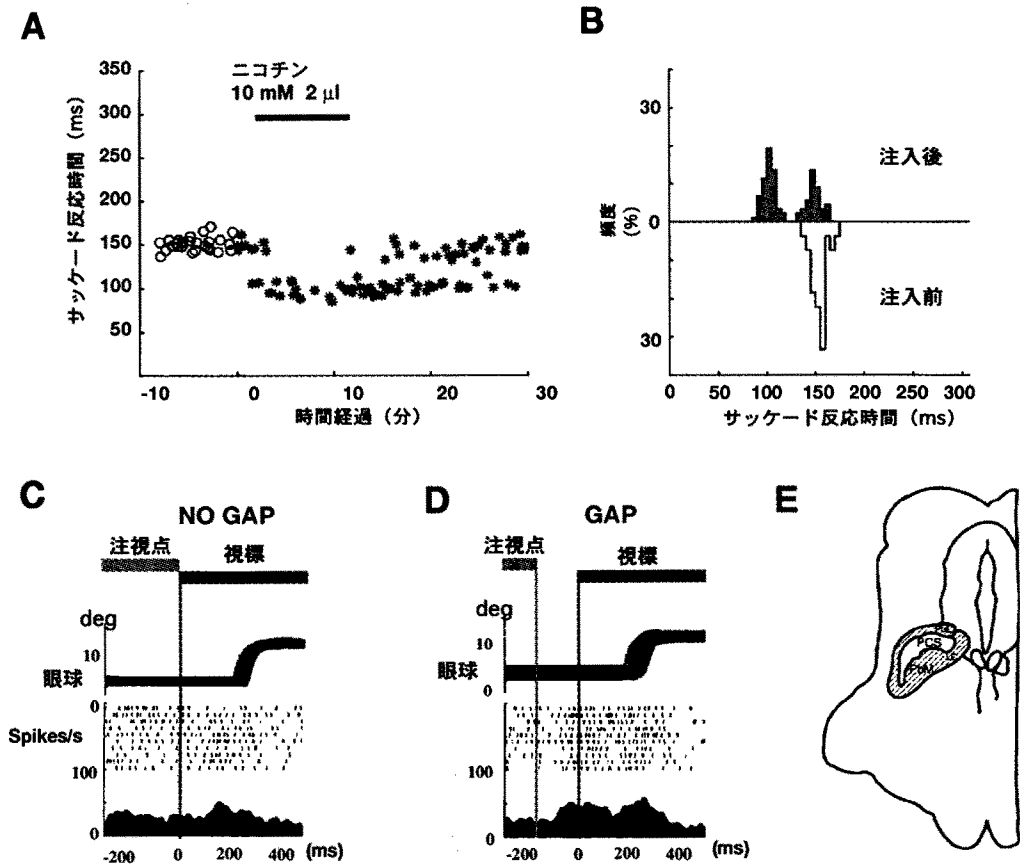 A
350
300
250
200
150
100
50
サッケード反応時間 (ms)
ニコチン
10 mM 2 μl
-10
0
10
20
30
時間経過 (分)
B
30
0
30
頻度
(%)
注入後
注入前
0
50
100
150
200
250
300
サッケード反応時間 (ms)
C
NO GAP
注視点
視標
deg
10
眼球
0
Spikes/s
100
0
-200
0
200
400
(ms)
D
GAP
注視点
視標
deg
10
眼球
0
100
0
-200
0
200
400
(ms)
E
PCS